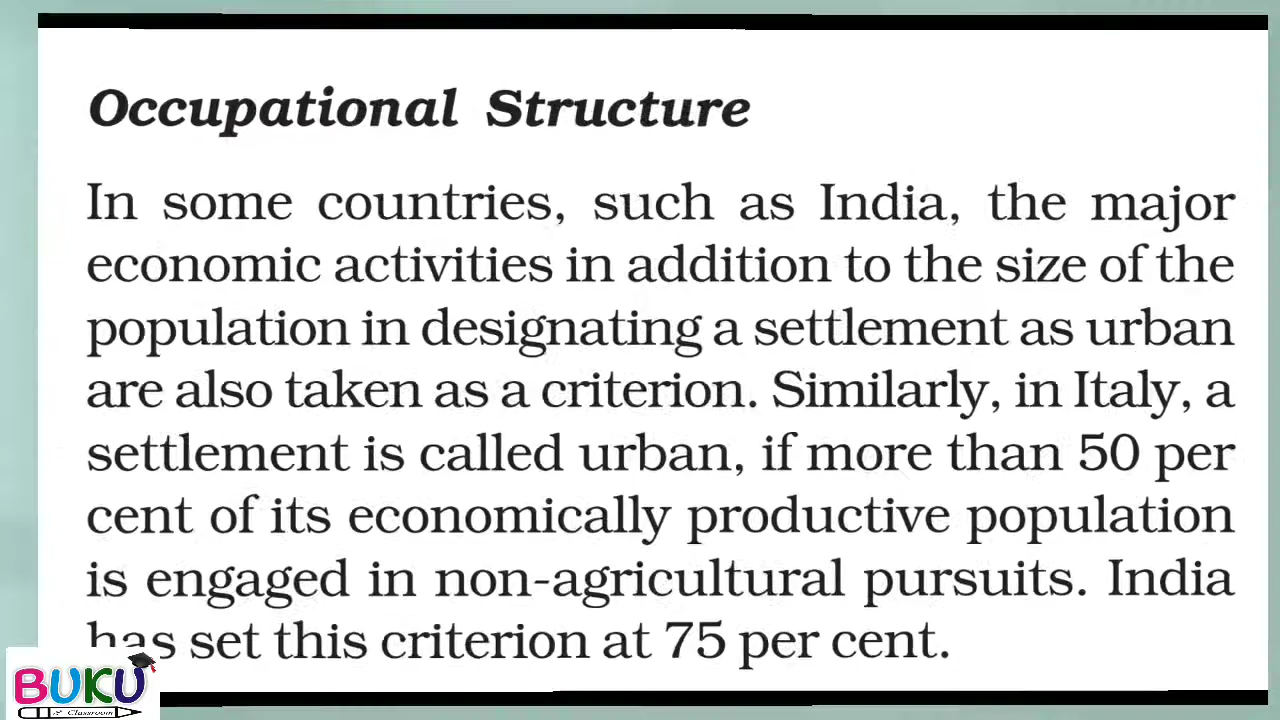 Occupational Structure
In some countries, such as India, the major
economic activities in addition to the size of the
population in designating a settlement as urban
are also taken as a criterion. Similarly, in Italy, a
settlement is called urban, if more than 50 per
cent of its economically productive population
is engaged in non-agricultural pursuits. India
has set this criterion at 75 per cent.
BUKU
Classroom